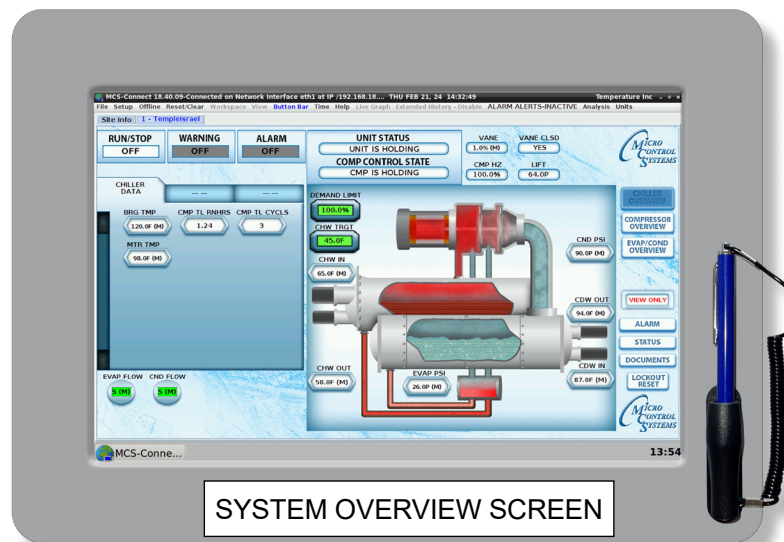 MCS-Connect 18.40.09-Connected on Network Interface eth1 at IP /192.168.18.... THU FEB 21, 24 14:32:49 Temperature Inc
File Setup Offline Reset/Clear Workspace View Button Bar Time Help Live Graph Extended History - Disable ALARM ALERTS-INACTIVE Analysis Units
Site Info 1 - TempleIsrael
RUN/STOP WARNING ALARM
OFF OFF OFF
UNIT STATUS
UNIT IS HOLDING
COMP CONTROL STATE
CMP IS HOLDING
VANE VANE CLSD
1.0% (M) YES
CMP HZ LIFT
100.0% 64.0P
MICRO
CONTROL
SYSTEMS
CHILLER
DATA
-- --
BRG TMP CMP TL RNHRS CMP TL CYCLS
120.0F (M) 1.24 3
MTR TMP
98.0F (M)
EVAP FLOW CND FLOW
S (M) S (M)
DEMAND LIMIT
100.0%
CHW TRGT
45.0F
CHW IN
65.0F (M)
CHW OUT
58.0F (M)
EVAP PSI
26.0P (M)
CND PSI
90.0P (M)
CDW OUT
94.0F (M)
CDW IN
87.0F (M)
CHILLER
OVERVIEW
COMPRESSOR
OVERVIEW
EVAP/COND
OVERVIEW
VIEW ONLY
ALARM
STATUS
DOCUMENTS
LOCKOUT
RESET
MICRO
CONTROL
SYSTEMS
MCS-Conne... 13:54
SYSTEM OVERVIEW SCREEN